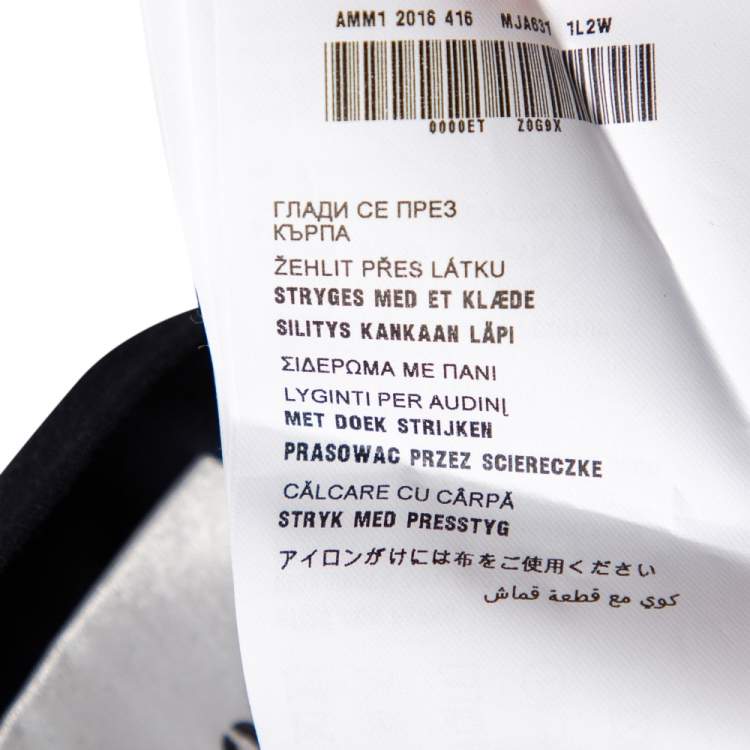 AMM1 2016 416 MJA631 1L2W
0000ET Z0G9X
ГЛАДИ СЕ ПРЕЗ
КЪРПА
ŽEHLIT PŘES LÁTKU
STRYGES MED ET KLÆDE
SILITYS KANKAAN LÄPI
ΣΙΔΕΡΩΜΑ ΜΕ ΠΑΝΙ
LYGINTI PER AUDINĮ
MET DOEK STRIJKEN
PRASOWAC PRZEZ SCIERECZKE
CĂLCARE CU CÂRPĂ
STRYK MED PRESSTYG
アイロンがけには布をご使用ください
كوي مع قطعة قماش